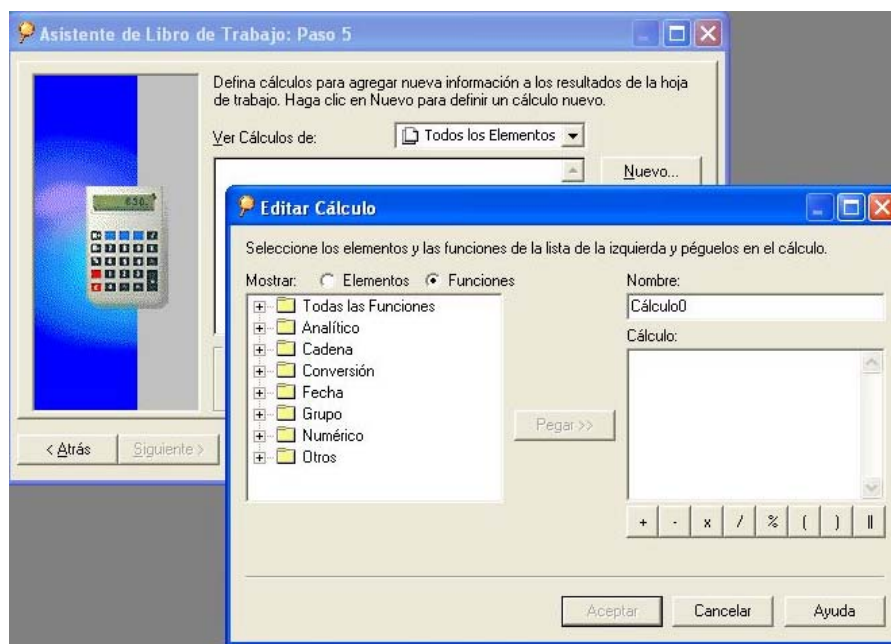 Asistente de Libro de Trabajo: Paso 5
Defina cálculos para agregar nueva información a los resultados de la hoja
de trabajo. Haga clic en Nuevo para definir un cálculo nuevo.
Ver Cálculos de:
Todos los Elementos
Nuevo...
630.
< Atrás
Siguiente >
Editar Cálculo
Seleccione los elementos y las funciones de la lista de la izquierda y péguelos en el cálculo.
Mostrar: Elementos Funciones
Todas las Funciones
Analítico
Cadena
Conversión
Fecha
Grupo
Numérico
Otros
Pegar >>
Nombre:
Cálculo0
Cálculo:
+ - x / % ( ) ||
Aceptar Cancelar Ayuda